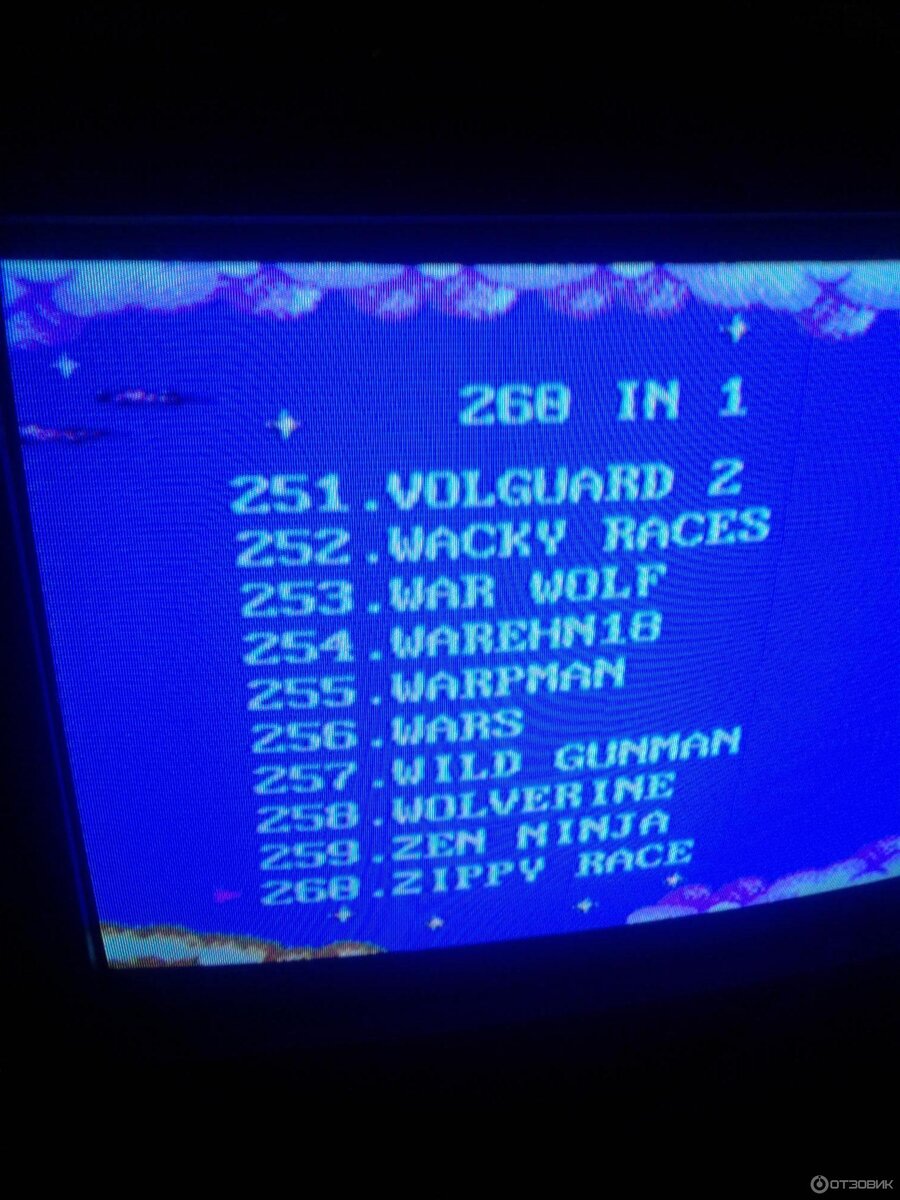 260 IN 1
251.VOLGUARD 2
252.WACKY RACES
253.WAR WOLF
254.WAREHN18
255.WARPMAN
256.WARS
257.WILD GUNMAN
258.WOLVERINE
259.ZEN NINJA
260.ZIPPY RACE
ОТЗОВИК